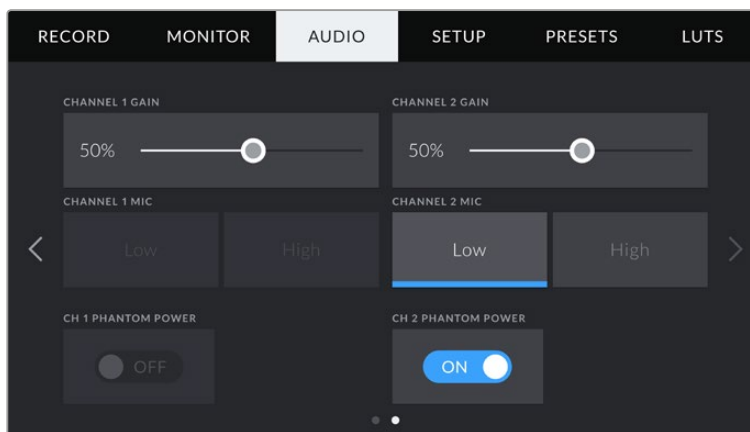 RECORD MONITOR AUDIO SETUP PRESETS LUTS
CHANNEL 1 GAIN CHANNEL 2 GAIN
50% 50%
CHANNEL 1 MIC CHANNEL 2 MIC
Low High Low High
CH 1 PHANTOM POWER CH 2 PHANTOM POWER
OFF ON